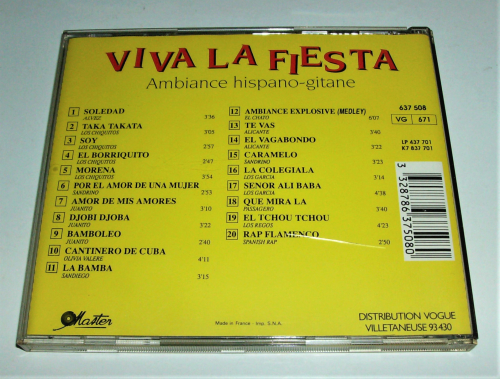 VIVA LA FIESTA
Ambiance hispano-gitane
1 SOLEDAD
ALVEZ 3'36
2 TAKA TAKATA
LOS CHIQUITOS 3'05
3 SOY
LOS CHIQUITOS 2'57
4 EL BORRIQUITO
LOS CHIQUITOS 2'47
5 MORENA
LOS CHIQUITOS 3'54
6 POR EL AMOR DE UNA MUJER
SANDRINO 2'53
7 AMOR DE MIS AMORES
JUANITO 3'10
8 DJOBI DJOBA
JUANITO 3'22
9 BAMBOLEO
JUANITO 2'40
10 CANTINERO DE CUBA
OLIVIA VALERE 4'11
11 LA BAMBA
SANDIEGO 3'15
12 AMBIANCE EXPLOSIVE (MEDLEY)
EL CHATO 6'07
13 TE VAS
ALICANTE 3'40
14 EL VAGABONDO
ALICANTE 3'22
15 CARAMELO
SANDRINO 3'23
16 LA COLEGIALA
LOS GARCIA 3'14
17 SENOR ALI BABA
LOS GARCIA 4'38
18 QUE MIRA LA
PASSAGERO 3'40
19 EL TCHOU TCHOU
LOS REGOS 4'23
20 RAP FLAMENCO
SPANISH RAP 2'50
637 508
VG 671
LP 437 701
K7 837 701
3 328786 375080
Master
Made in France - Imp. S.N.A.
DISTRIBUTION VOGUE
VILLETANEUSE 93430